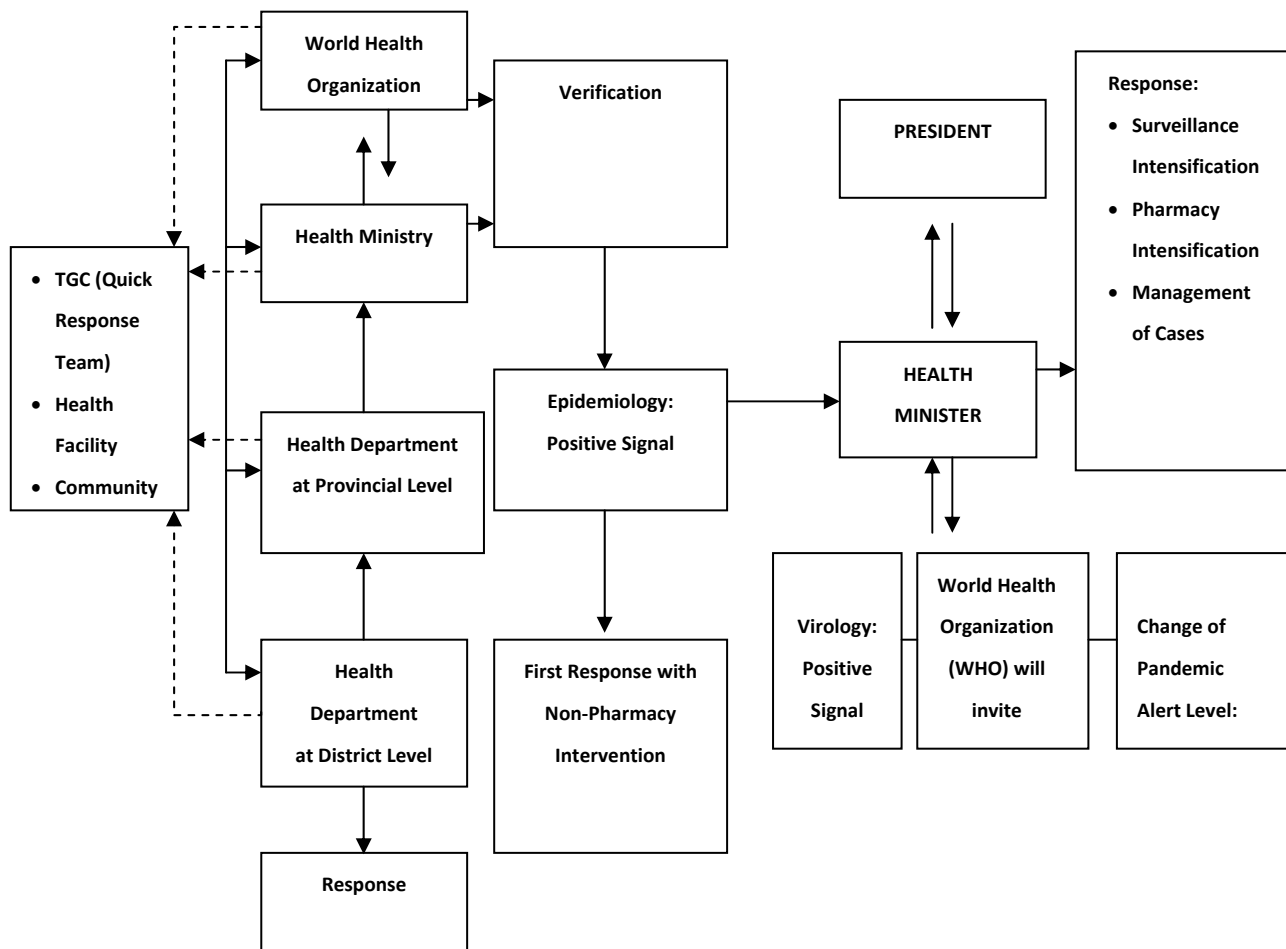 World Health
Organization
Verification
PRESIDENT
Response:
• Surveillance
Intensification
• Pharmacy
Intensification
• Management
of Cases
Health Ministry
• TGC (Quick
Response
Team)
• Health
Facility
• Community
Health Department
at Provincial Level
Epidemiology:
Positive Signal
HEALTH
MINISTER
Health
Department
at District Level
First Response with
Non-Pharmacy
Intervention
Virology:
Positive
Signal
World Health
Organization
(WHO) will
invite
Change of
Pandemic
Alert Level:
Response